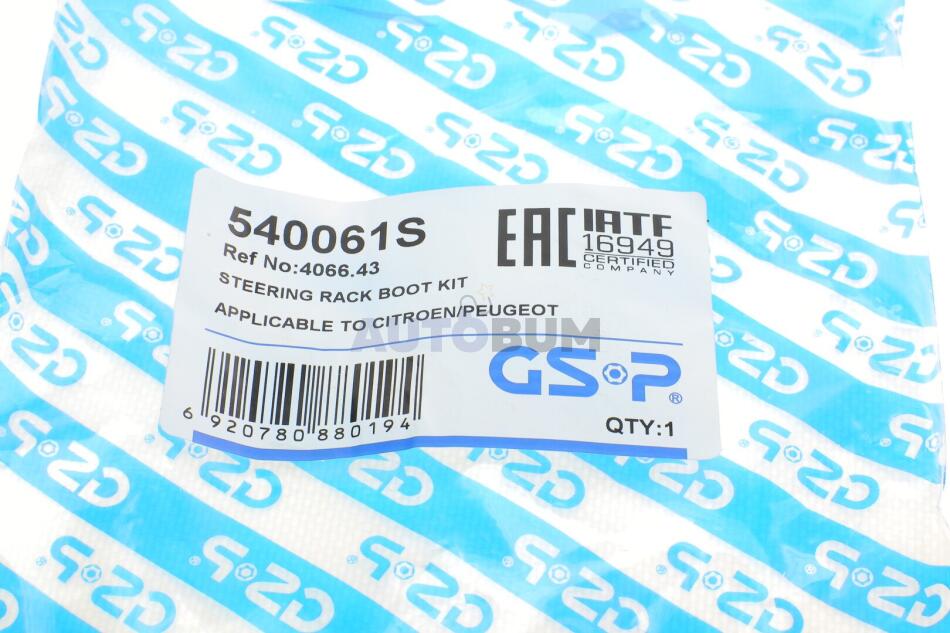 540061S
Ref No:4066.43
STEERING RACK BOOT KIT
APPLICABLE TO CITROEN/PEUGEOT
EAC
IATF
16949
CERTIFIED
COMPANY
AUTOBUM
GSP®
QTY:1
6 920780 880194